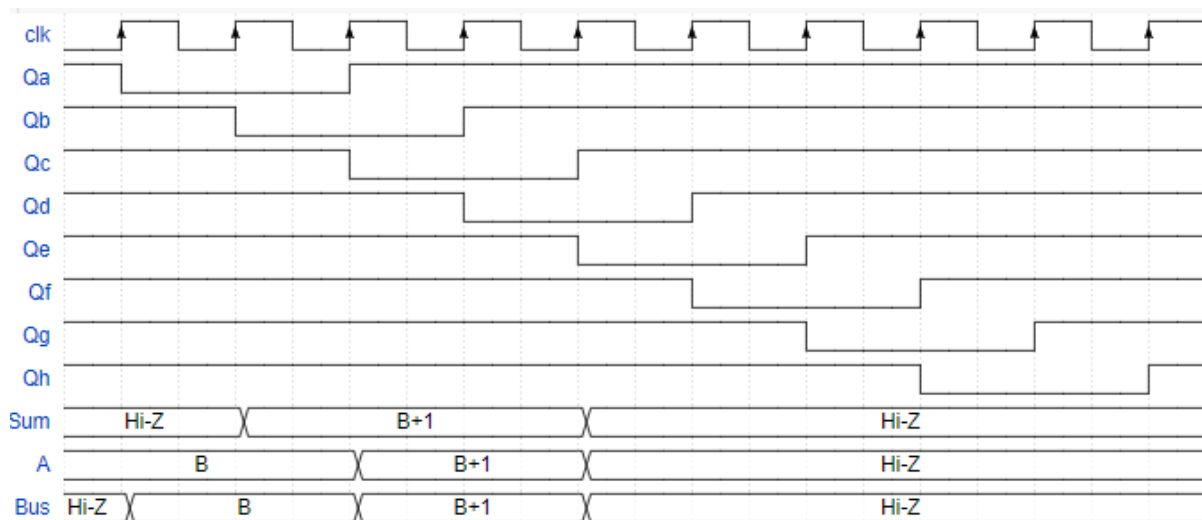 clk
Qa
Qb
Qc
Qd
Qe
Qf
Qg
Qh
Sum Hi-Z B+1 Hi-Z
A B B+1 Hi-Z
Bus Hi-Z B B+1 Hi-Z